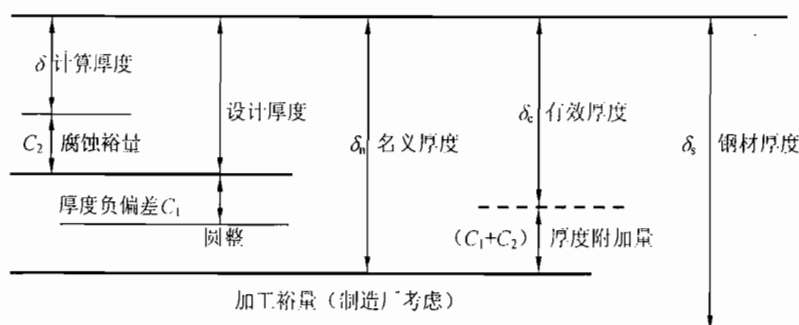 δ 计算厚度
C₂ 腐蚀裕量
设计厚度
厚度负偏差C₁
圆整
δₙ 名义厚度
δₑ 有效厚度
(C₁+C₂) 厚度附加量
δₛ 钢材厚度
加工裕量（制造厂考虑）